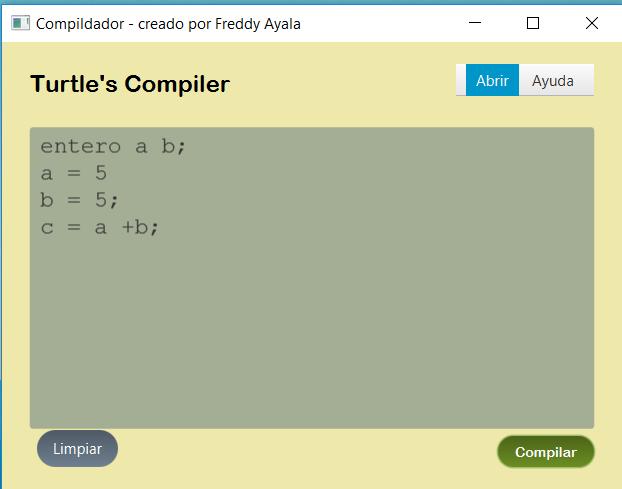 Compildador - creado por Freddy Ayala
Turtle's Compiler
Abrir Ayuda
entero a b;
a = 5
b = 5;
c = a +b;
Limpiar
Compilar